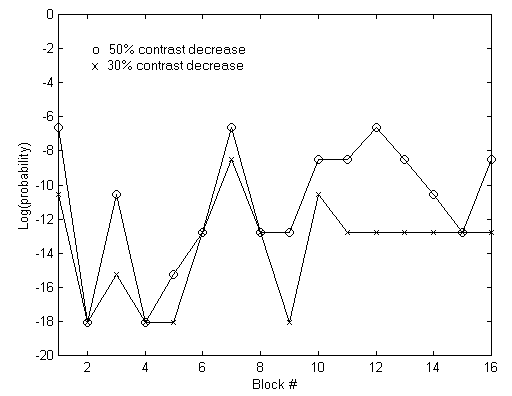 0
-2
-4
-6
-8
-10
-12
-14
-16
-18
-20
Log(probability)
o 50% contrast decrease
x 30% contrast decrease
2 4 6 8 10 12 14 16
Block #